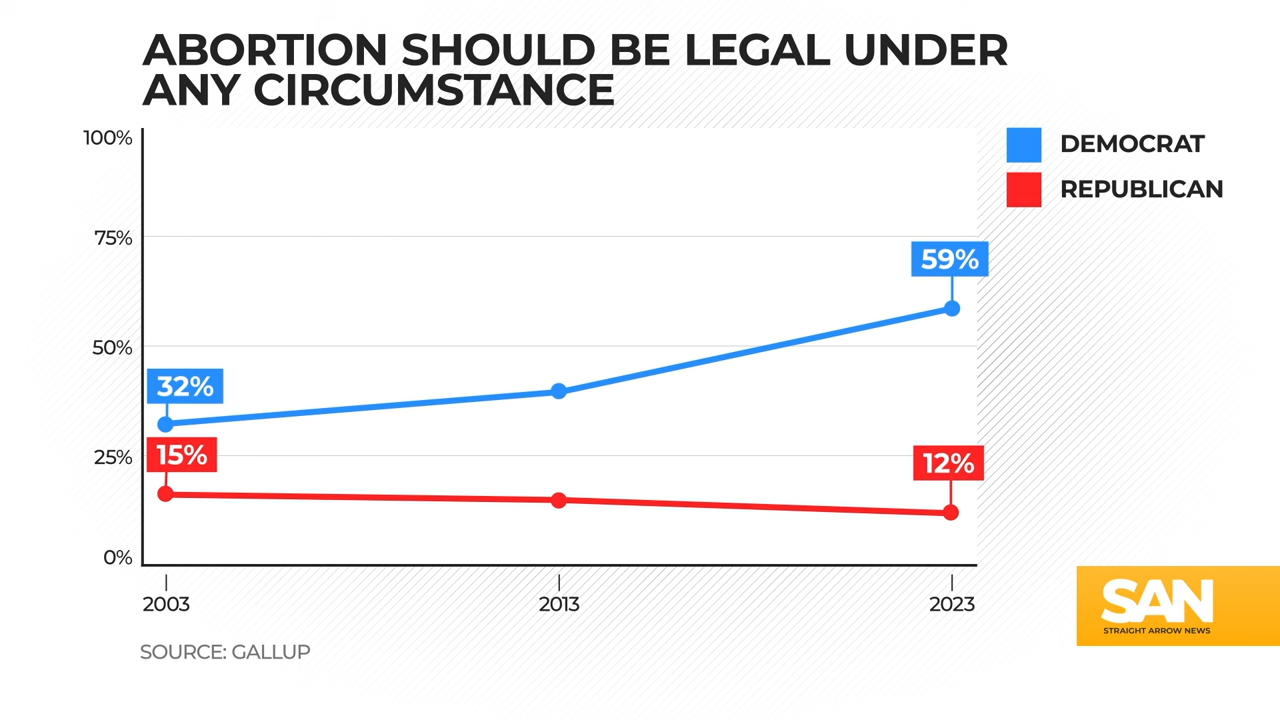 ABORTION SHOULD BE LEGAL UNDER
ANY CIRCUMSTANCE
100%
75%
50%
25%
0%
32%
15%
59%
12%
2003
2013
2023
DEMOCRAT
REPUBLICAN
SOURCE: GALLUP
SAN
STRAIGHT ARROW NEWS